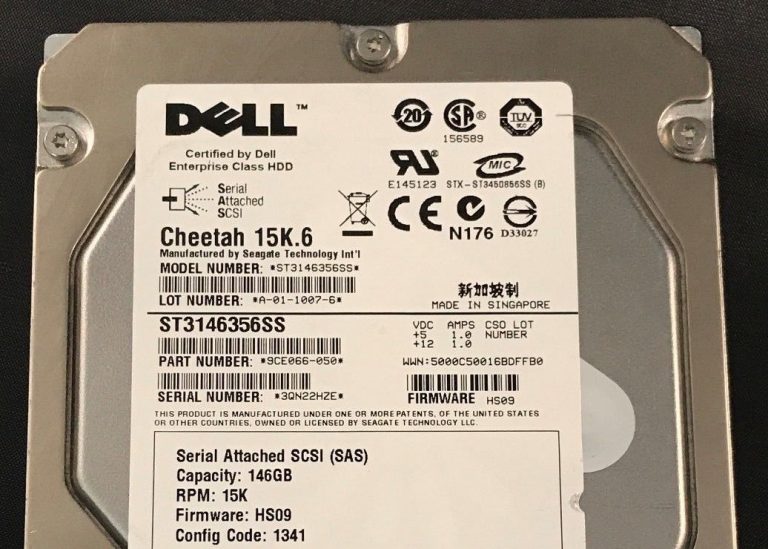 DELL™
Certified by Dell
Enterprise Class HDD
Serial
Attached
SCSI
20
SA®
156589
TUV
E145123
MIC
STX-ST3450856SS (B)
CE
N176
D33027
Cheetah 15K.6
Manufactured by Seagate Technology Int'l
MODEL NUMBER: *ST3146356SS*
LOT NUMBER: *A-01-1007-6*
新加坡制
MADE IN SINGAPORE
ST3146356SS
PART NUMBER: *9CE066-050*
SERIAL NUMBER: *3QN22HZE*
VDC AMPS CSO LOT
+5 1.0 NUMBER
+12 1.0
WWN:5000C50016BDFFB0
FIRMWARE HS09
THIS PRODUCT IS MANUFACTURED UNDER ONE OR MORE PATENTS, OF THE UNITED STATES
OR OTHER COUNTRIES, OWNED OR LICENSED BY SEAGATE TECHNOLOGY LLC.
Serial Attached SCSI (SAS)
Capacity: 146GB
RPM: 15K
Firmware: HS09
Config Code: 1341